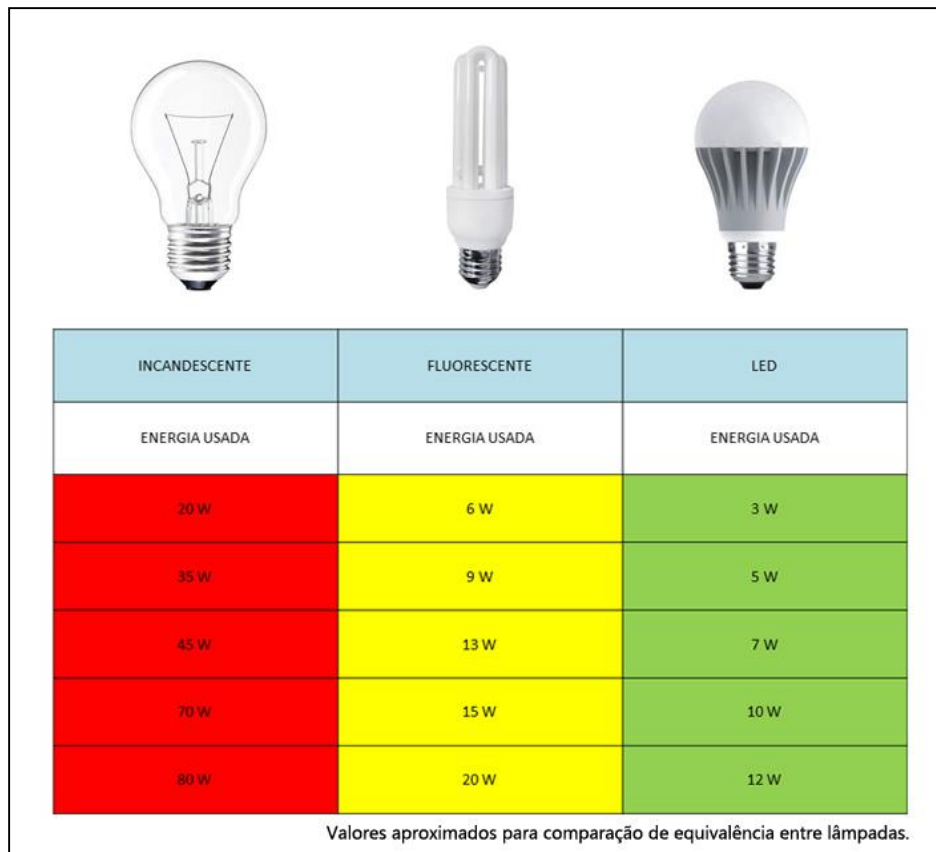 INCANDESCENTE FLUORESCENTE LED
ENERGIA USADA ENERGIA USADA ENERGIA USADA
20 W 6 W 3 W
35 W 9 W 5 W
45 W 13 W 7 W
70 W 15 W 10 W
80 W 20 W 12 W
Valores aproximados para comparação de equivalência entre lâmpadas.